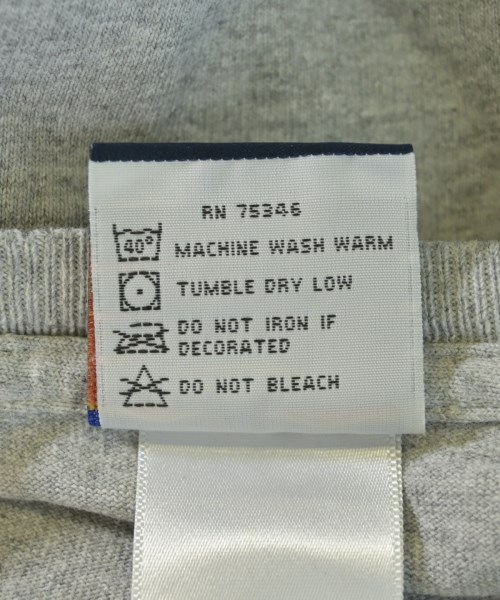 RN 75346
40° MACHINE WASH WARM
TUMBLE DRY LOW
DO NOT IRON IF
DECORATED
DO NOT BLEACH